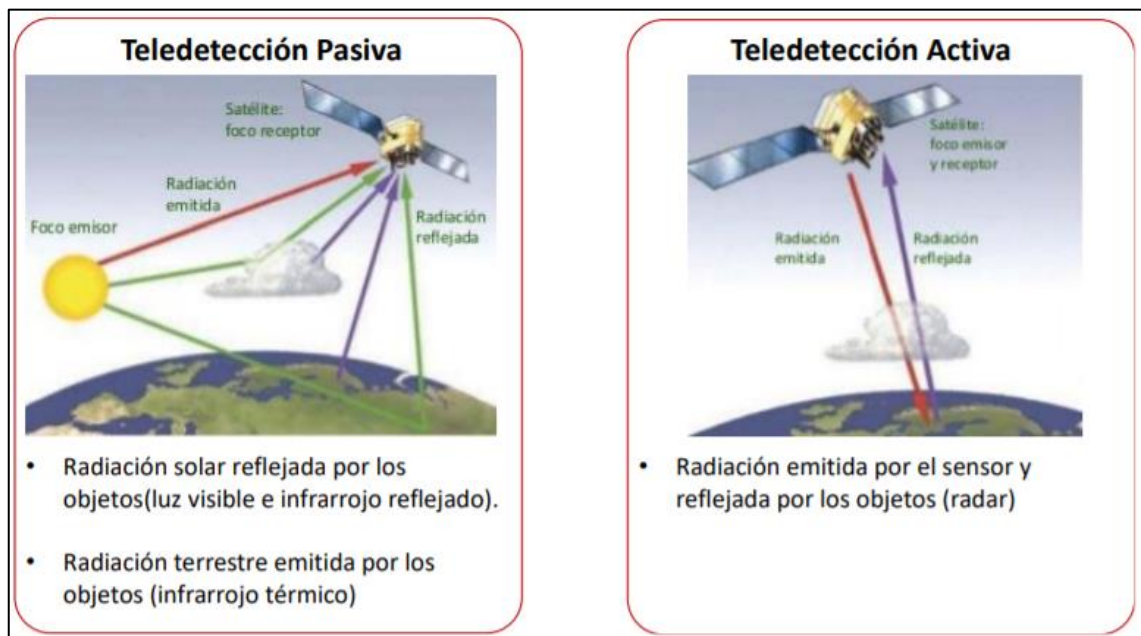 Teledetección Pasiva
Satélite:
foco receptor
Radiación
emitida
Foco emisor
Radiación
reflejada
• Radiación solar reflejada por los
objetos(luz visible e infrarrojo reflejado).
• Radiación terrestre emitida por los
objetos (infrarrojo térmico)
Teledetección Activa
Satélite:
foco emisor
y receptor
Radiación
emitida
Radiación
reflejada
• Radiación emitida por el sensor y
reflejada por los objetos (radar)